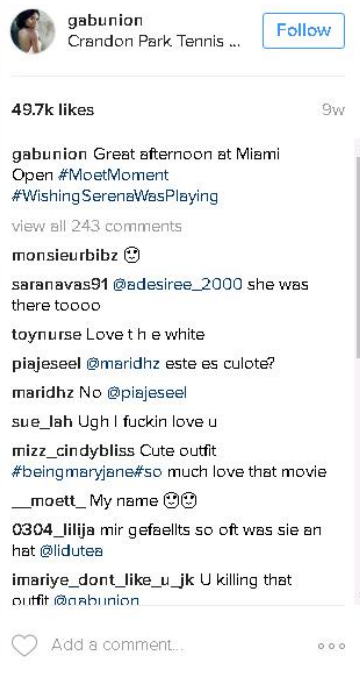 gabunion
Crandon Park Tennis ...
Follow
49.7k likes
9w
gabunion Great afternoon at Miami
Open #MoetMoment
#WishingSerenaWasPlaying
view all 243 comments
monsieurbibz 🙂
saranavas91 @adesiree_2000 she was
there toooo
toynurse Love t h e white
piajeseel @maridhz este es culote?
maridhz No @piajeseel
sue_lah Ugh I fuckin love u
mizz_cindybliss Cute outfit
#beingmaryjane#so much love that movie
__moett_ My name 🙂🙂
0304_lilija mir gefaellts so oft was sie an
hat @lidutea
imariye_dont_like_u_jk U killing that
outfit @gabunion
Add a comment...